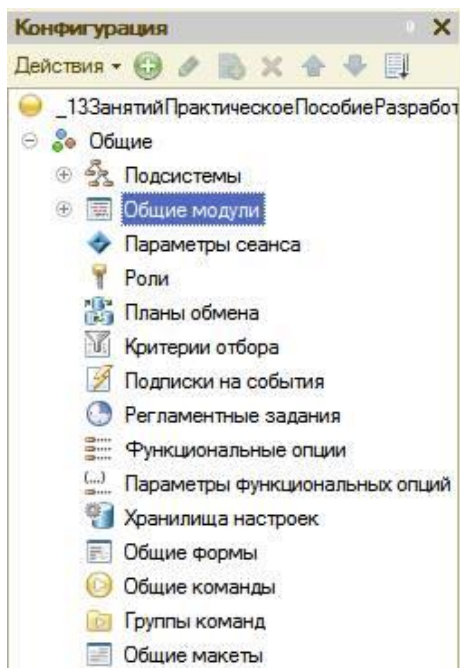 Конфигурация
Действия
_13ЗанятийПрактическоеПособиеРазработ
Общие
Подсистемы
Общие модули
Параметры сеанса
Роли
Планы обмена
Критерии отбора
Подписки на события
Регламентные задания
Функциональные опции
Параметры функциональных опций
Хранилища настроек
Общие формы
Общие команды
Группы команд
Общие макеты